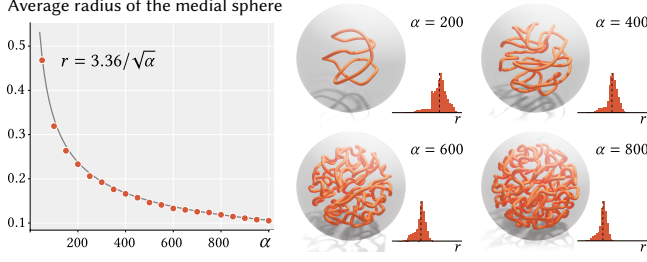 Average radius of the medial sphere
r = 3.36/√α
0.5
0.4
0.3
0.2
0.1
200
400
600
800
α
α = 200
r
α = 400
r
α = 600
r
α = 800
r